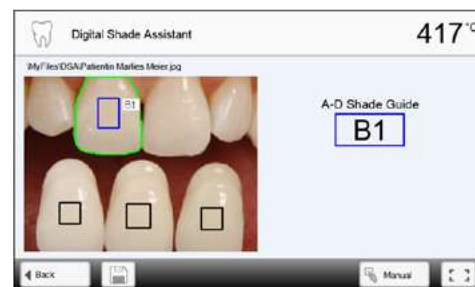 Digital Shade Assistant
417°C
\MyFiles\DSA\Patientin Marlies Meier.jpg
B1
A-D Shade Guide
B1
Back
Manual